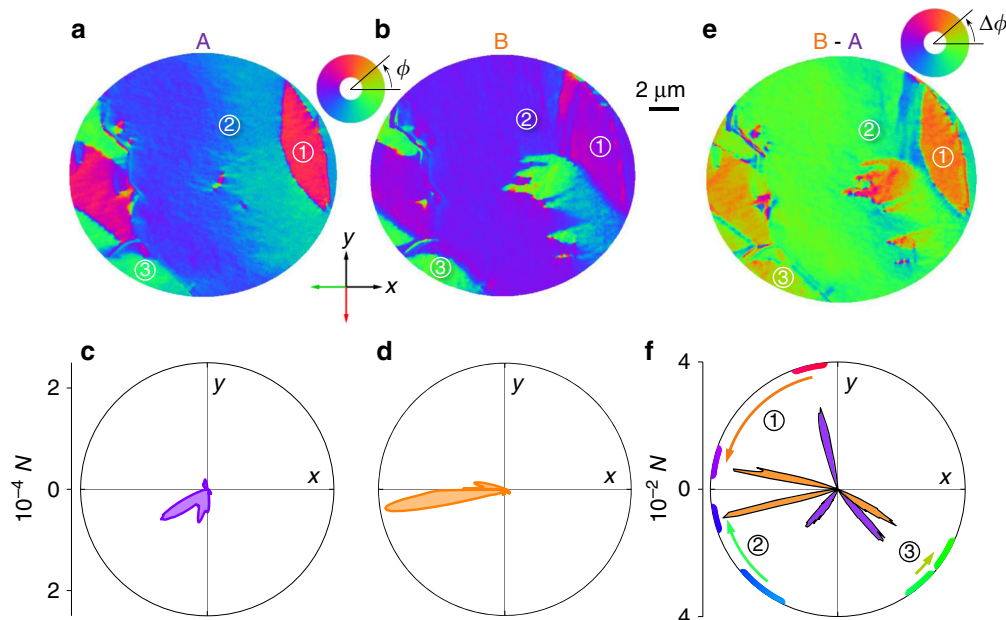 a
A
ϕ
②
①
③
b
B
②
①
③
2 μm
e
B - A
Δϕ
②
①
③
y
x
c
d
f
2
0
2
10⁻⁴ N
y
x
y
x
4
0
4
10⁻² N
y
x
①
②
③